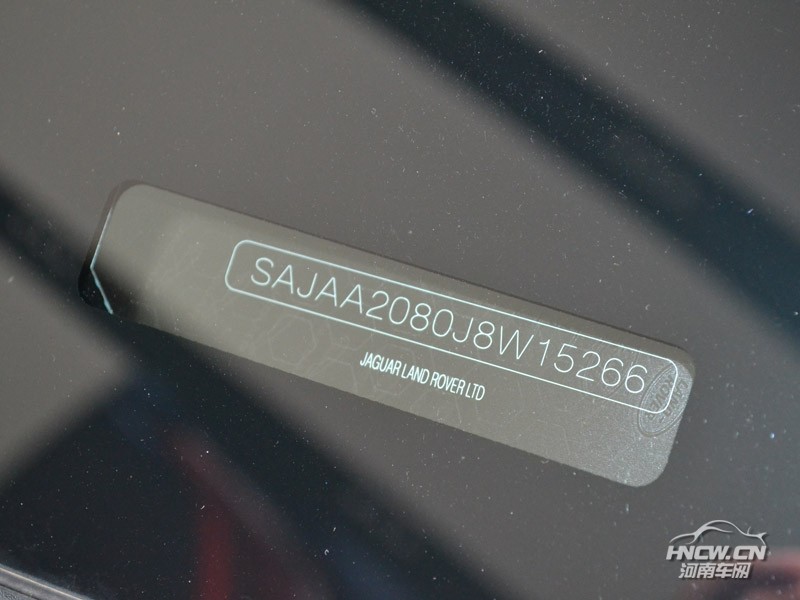 SAJAA2080J8W15266
JAGUAR LAND ROVER LTD
HNCW.CN
河南车网